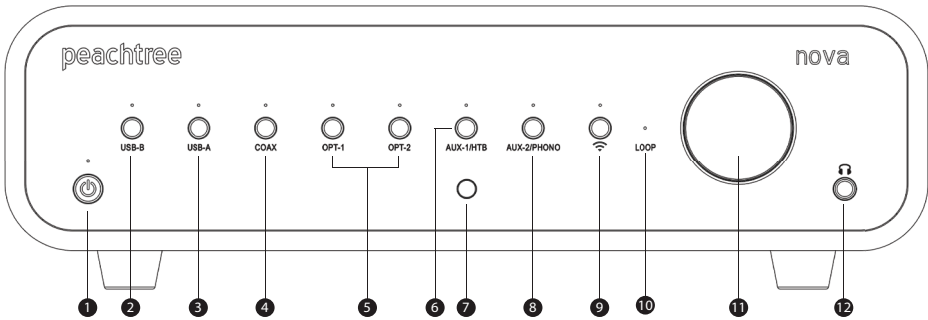 peachtree
nova
USB-B USB-A COAX OPT-1 OPT-2 AUX-1/HTB AUX-2/PHONO LOOP
1 2 3 4 5 6 7 8 9 10 11 12